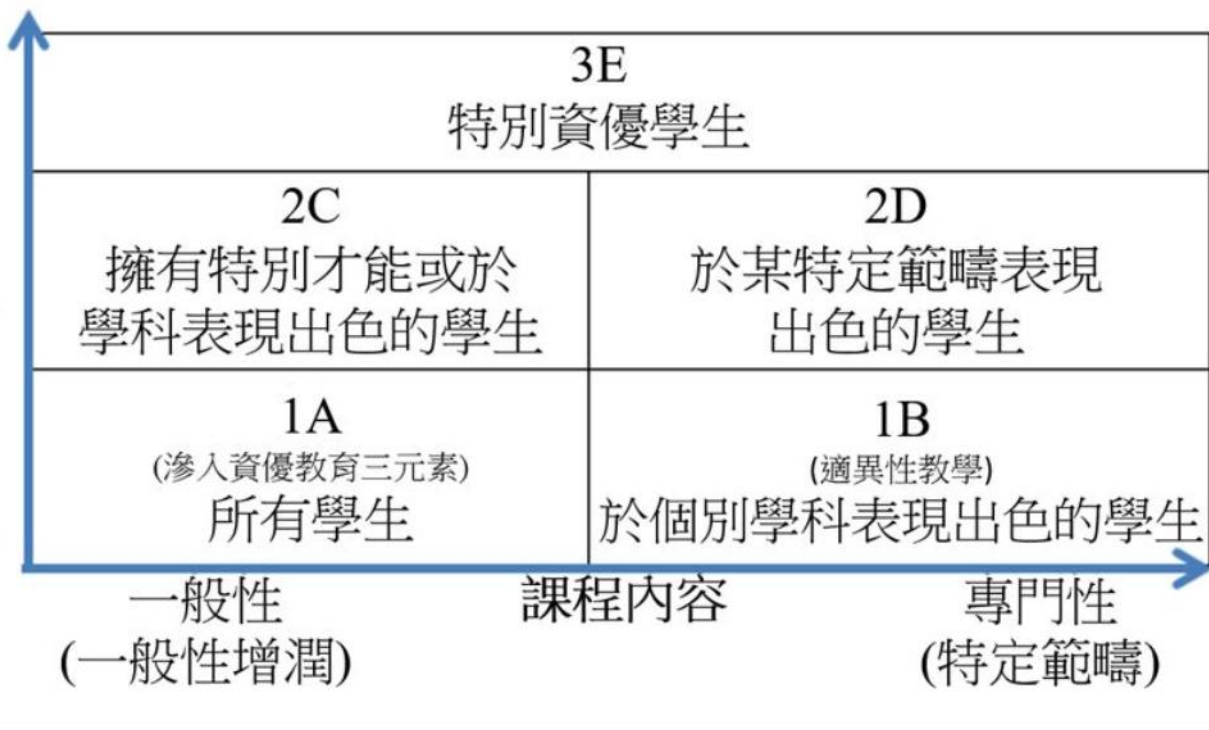 3E
特別資優學生
2C
擁有特別才能或於
學科表現出色的學生
2D
於某特定範疇表現
出色的學生
1A
(滲入資優教育三元素)
所有學生
1B
(適異性教學)
於個別學科表現出色的學生
一般性
(一般性增潤)
課程內容
專門性
(特定範疇)